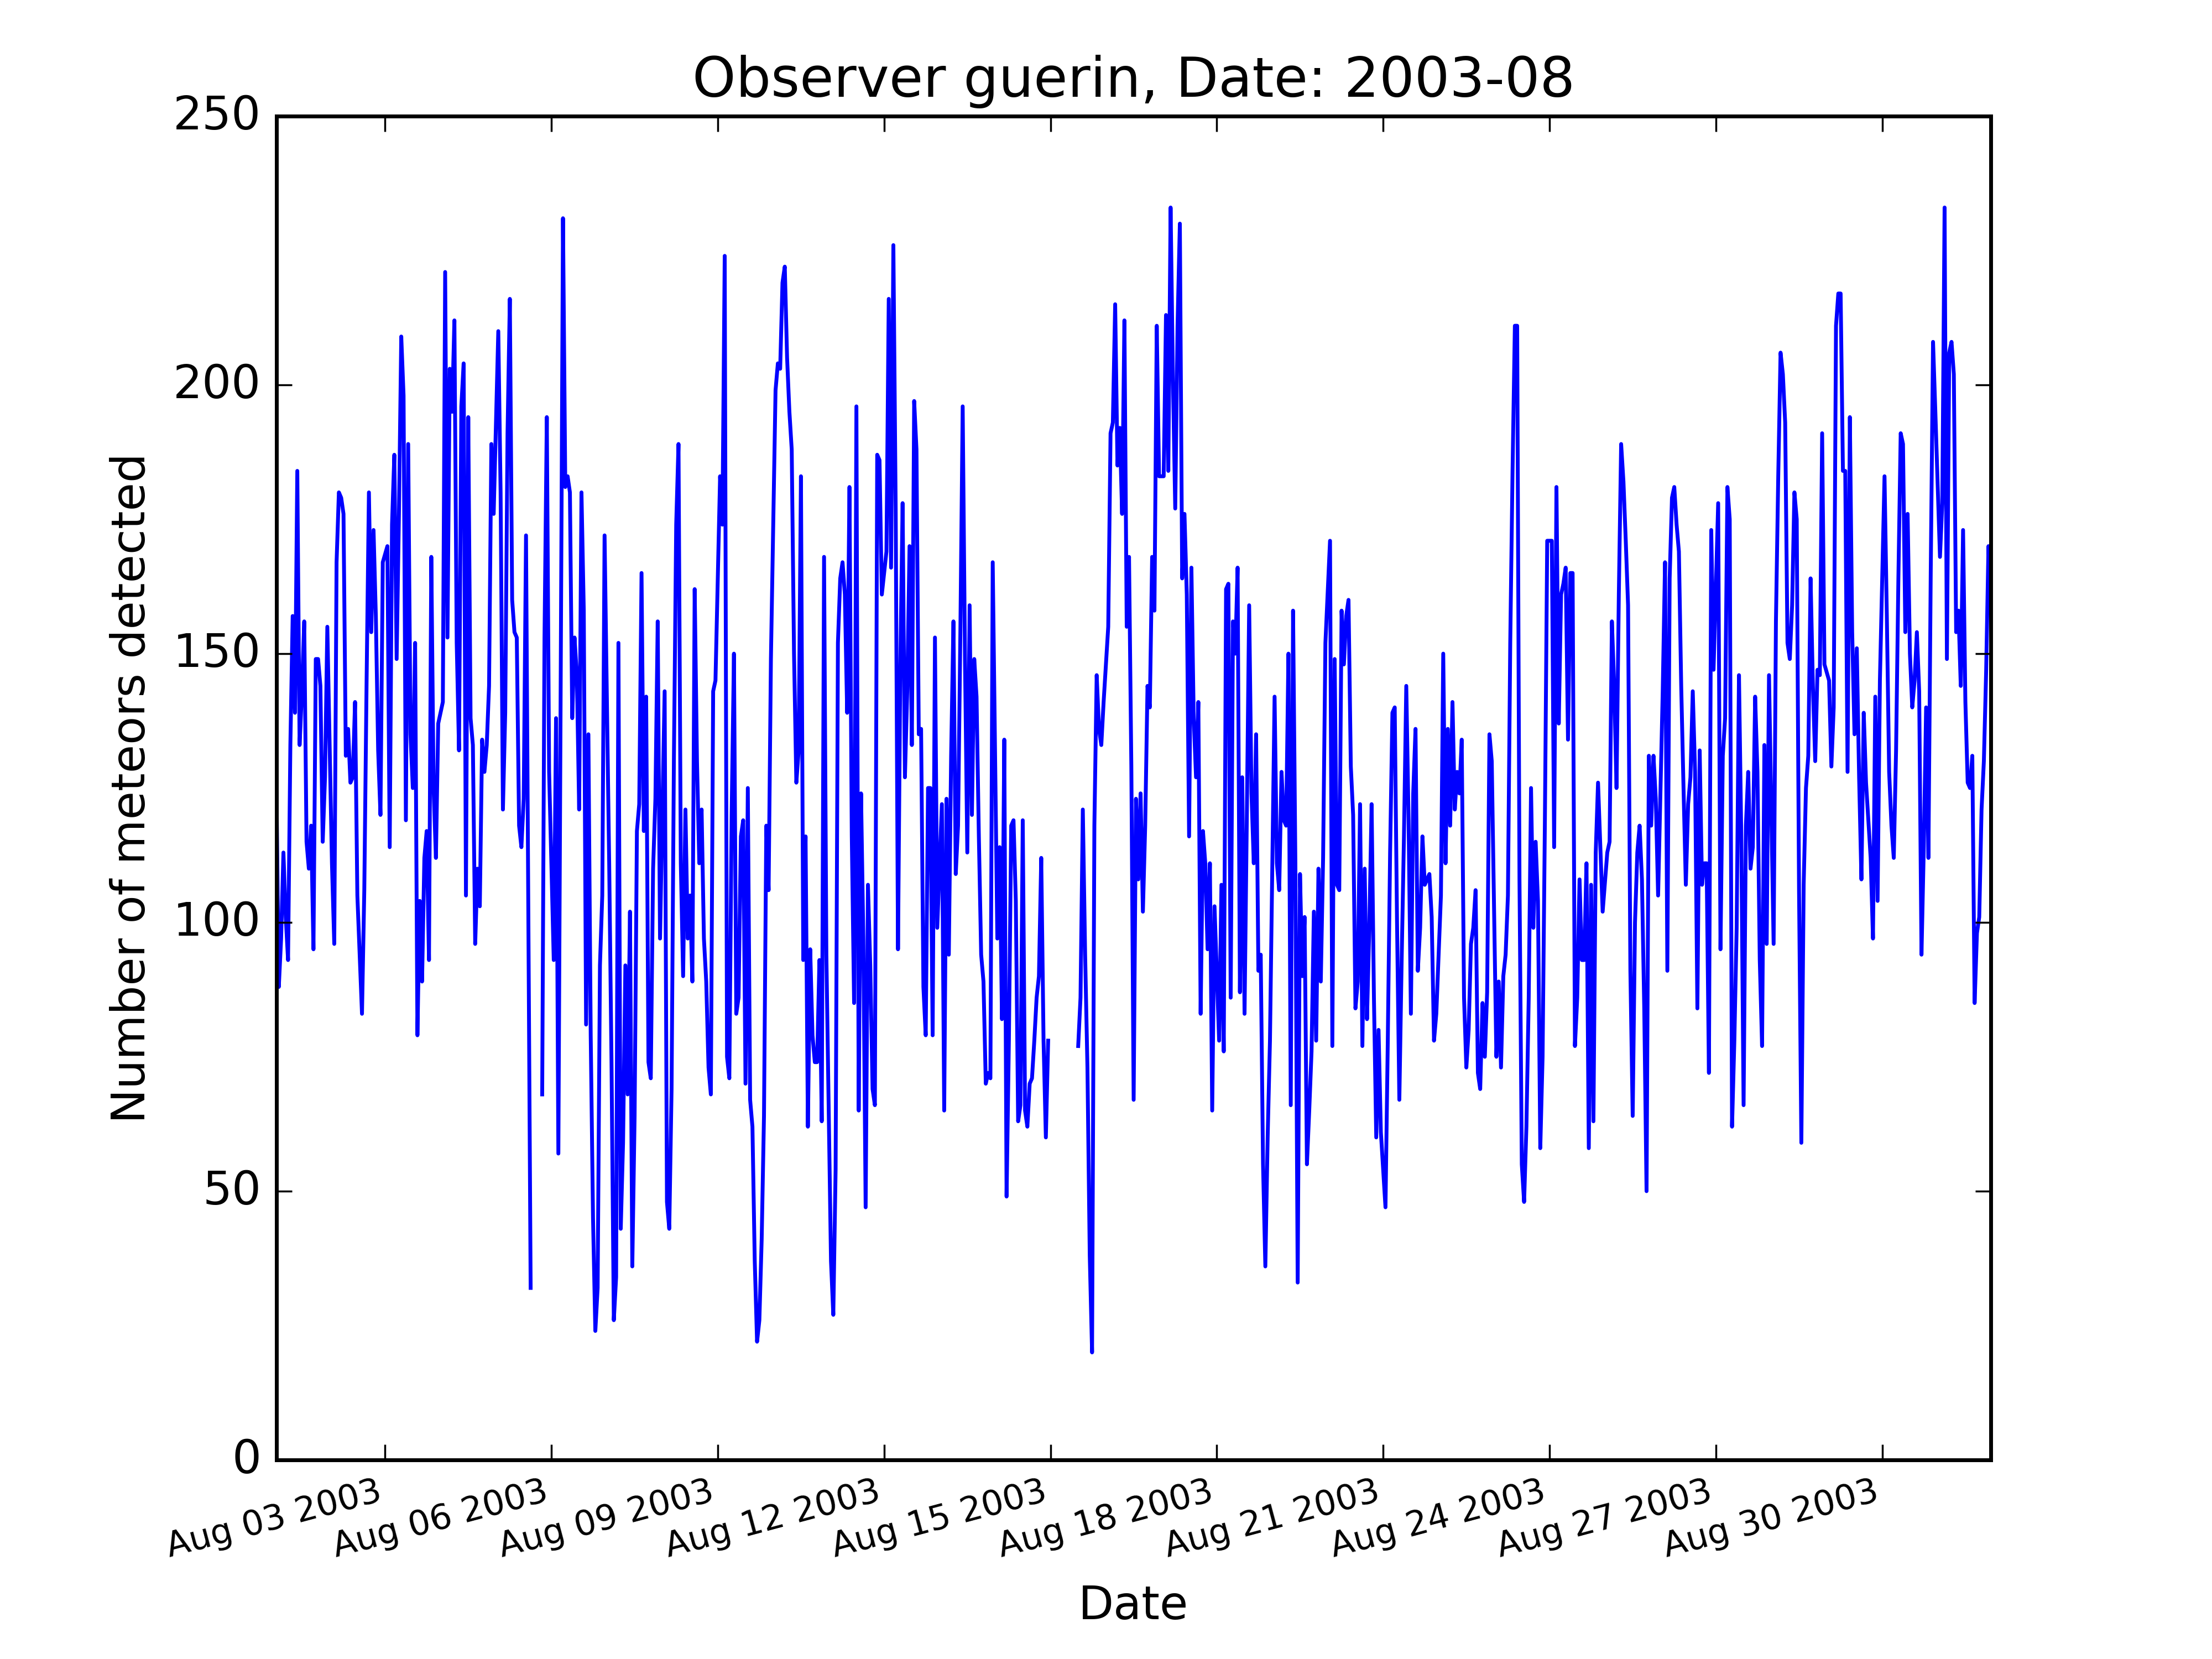 Observer guerin, Date: 2003-08
Number of meteors detected
250
200
150
100
50
0
Aug 03 2003
Aug 06 2003
Aug 09 2003
Aug 12 2003
Aug 15 2003
Aug 18 2003
Aug 21 2003
Aug 24 2003
Aug 27 2003
Aug 30 2003
Date